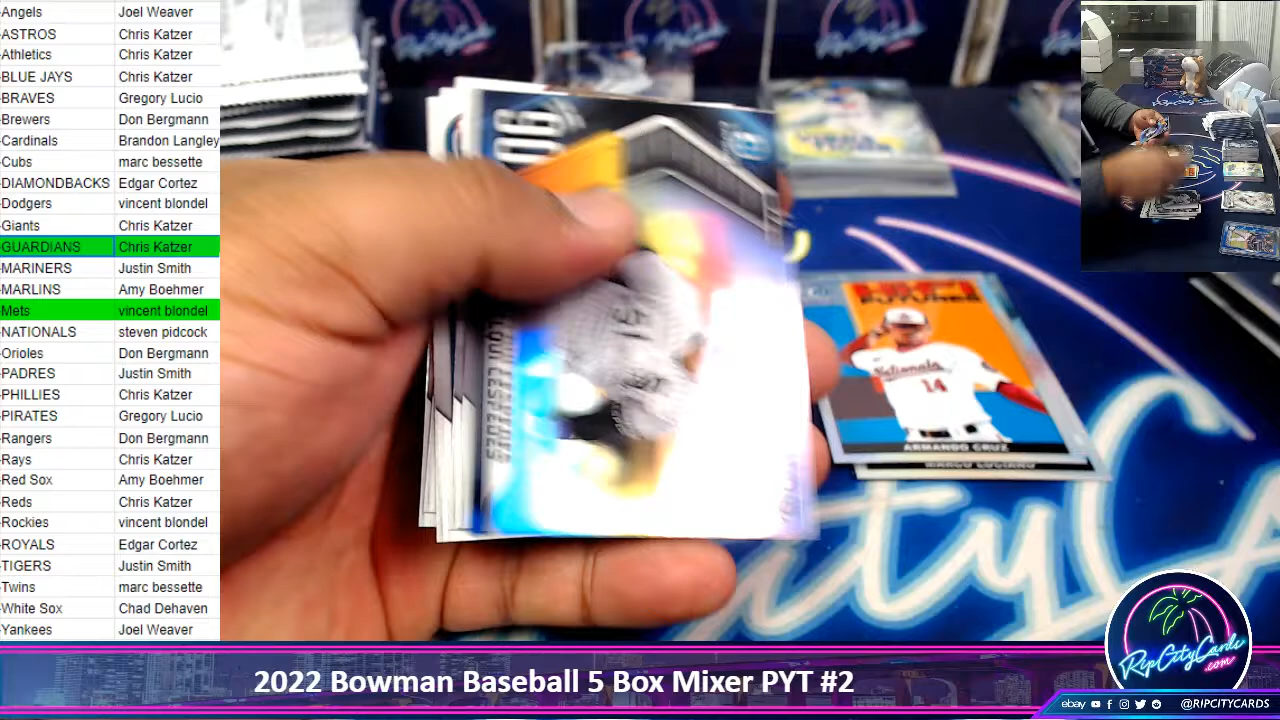 -Angels Joel Weaver
-ASTROS Chris Katzer
-Athletics Chris Katzer
-BLUE JAYS Chris Katzer
-BRAVES Gregory Lucio
-Brewers Don Bergmann
-Cardinals Brandon Langley
-Cubs marc bessette
-DIAMONDBACKS Edgar Cortez
-Dodgers vincent blondel
-Giants Chris Katzer
-GUARDIANS Chris Katzer
-MARINERS Justin Smith
-MARLINS Amy Boehmer
-Mets vincent blondel
-NATIONALS steven pidcock
-Orioles Don Bergmann
-PADRES Justin Smith
-PHILLIES Chris Katzer
-PIRATES Gregory Lucio
-Rangers Don Bergmann
-Rays Chris Katzer
-Red Sox Amy Boehmer
-Reds Chris Katzer
-Rockies vincent blondel
-ROYALS Edgar Cortez
-TIGERS Justin Smith
-Twins marc bessette
-White Sox Chad Dehaven
-Yankees Joel Weaver
FUTURES
Nationals
14
ARMANDO CRUZ
MARCO LUCIANO
RipCityCards
.com
2022 Bowman Baseball 5 Box Mixer PYT #2
ebay @RIPCITYCARDS